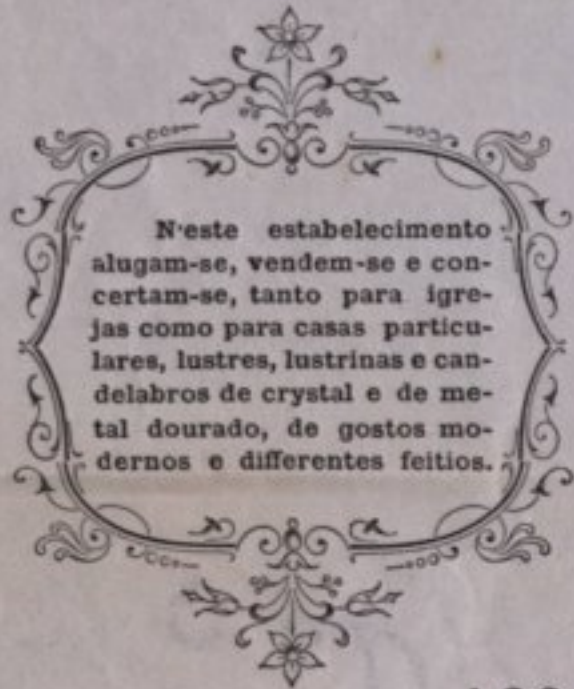 N'este estabelecimento
alugam-se, vendem-se e con-
certam-se, tanto para igre-
jas como para casas particu-
lares, lustres, lustrinas e can-
delabros de crystal e de me-
tal dourado, de gostos mo-
dernos e differentes feitios.